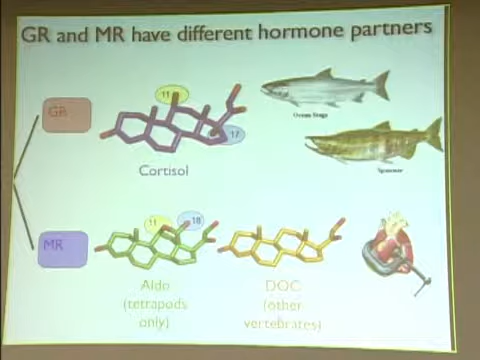 GR and MR have different hormone partners
GR
11
17
Cortisol
Ocean Stage
Spawner
MR
11
18
Aldo
(tetrapods
only)
DOC
(other
vertebrates)